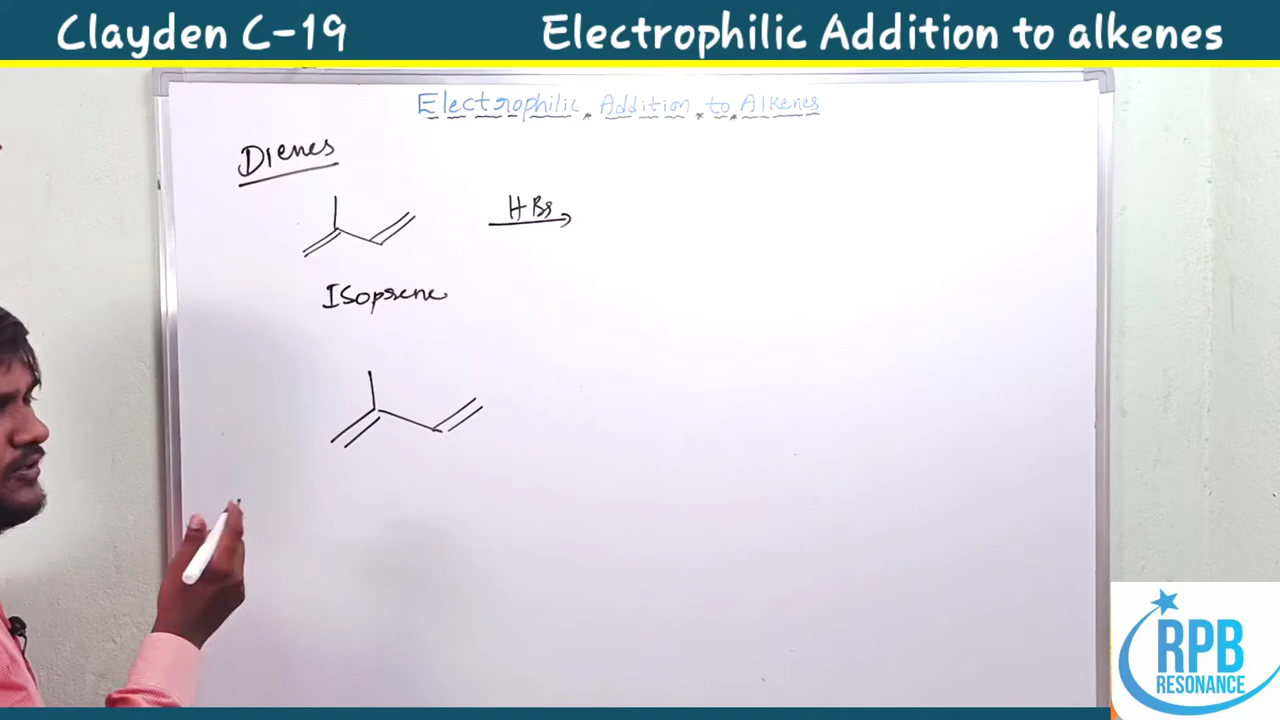 Clayden C-19
Electrophilic Addition to alkenes
Electrophilic Addition to Alkenes
Dienes
HBr
Isoprene
RPB
RESONANCE